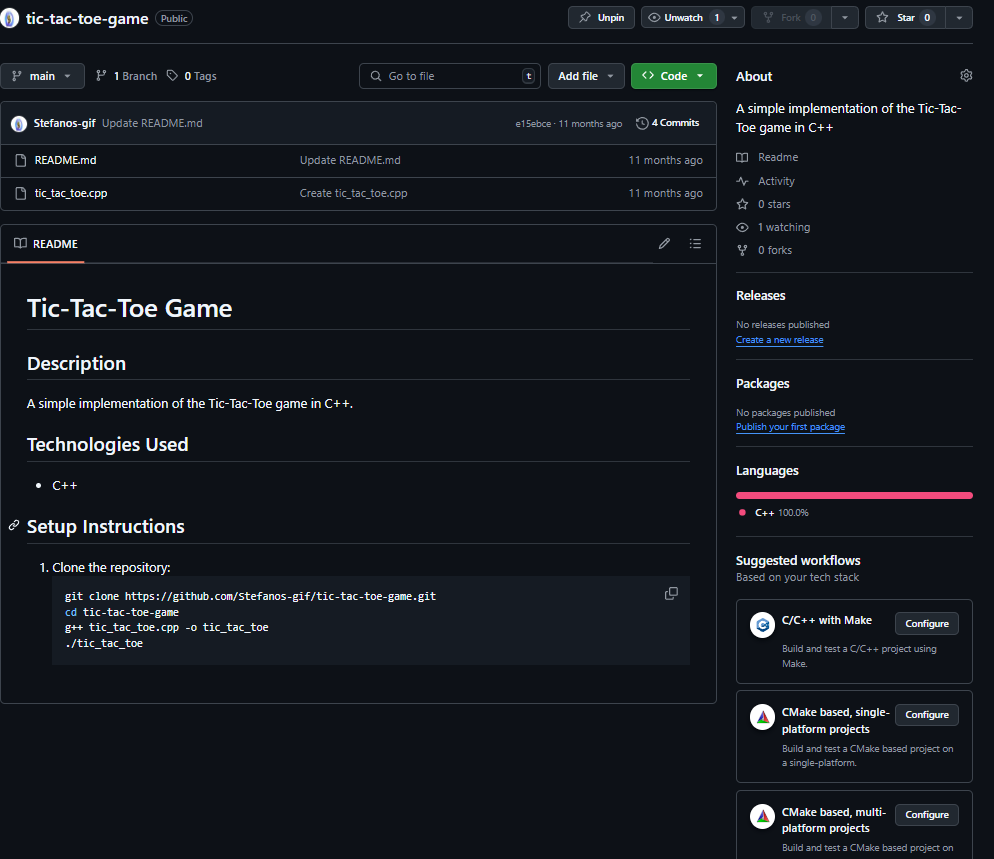 tic-tac-toe-game Public
Unpin
Unwatch 1
Fork 0
Star 0
main
1 Branch
0 Tags
Go to file t
Add file
Code
Stefanos-gif Update README.md
e15ebce · 11 months ago
4 Commits
README.md Update README.md 11 months ago
tic_tac_toe.cpp Create tic_tac_toe.cpp 11 months ago
README
Tic-Tac-Toe Game
Description
A simple implementation of the Tic-Tac-Toe game in C++.
Technologies Used
• C++
Setup Instructions
1. Clone the repository:
git clone https://github.com/Stefanos-gif/tic-tac-toe-game.git
cd tic-tac-toe-game
g++ tic_tac_toe.cpp -o tic_tac_toe
./tic_tac_toe
About
A simple implementation of the Tic-Tac-
Toe game in C++
Readme
Activity
0 stars
1 watching
0 forks
Releases
No releases published
Create a new release
Packages
No packages published
Publish your first package
Languages
C++ 100.0%
Suggested workflows
Based on your tech stack
C/C++ with Make
Configure
Build and test a C/C++ project using
Make.
CMake based, single-
platform projects
Configure
Build and test a CMake based project on
a single-platform.
CMake based, multi-
platform projects
Configure
Build and test a CMake based project on